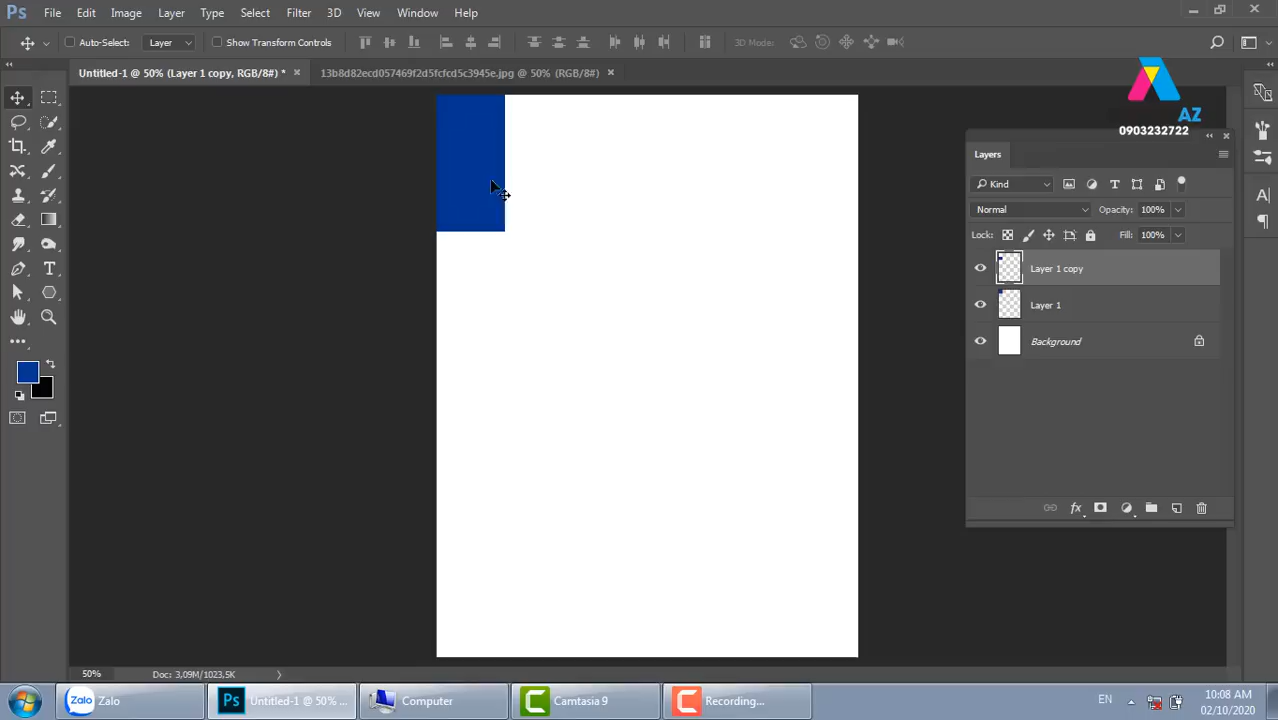 Ps File Edit Image Layer Type Select Filter 3D View Window Help
Auto-Select: Layer Show Transform Controls 3D Mode:
Untitled-1 @ 50% (Layer 1 copy, RGB/8#) * 13b8d82ecd057469f2d5fcfcd5c3945e.jpg @ 50% (RGB/8#)
AZ
0903232722
Layers
Kind
Normal Opacity: 100%
Lock: Fill: 100%
Layer 1 copy
Layer 1
Background
50% Doc: 3,09M/1023,5K
Zalo Zalo Ps Untitled-1 @ 50% ... Computer Camtasia 9 Recording... EN 10:08 AM
02/10/2020